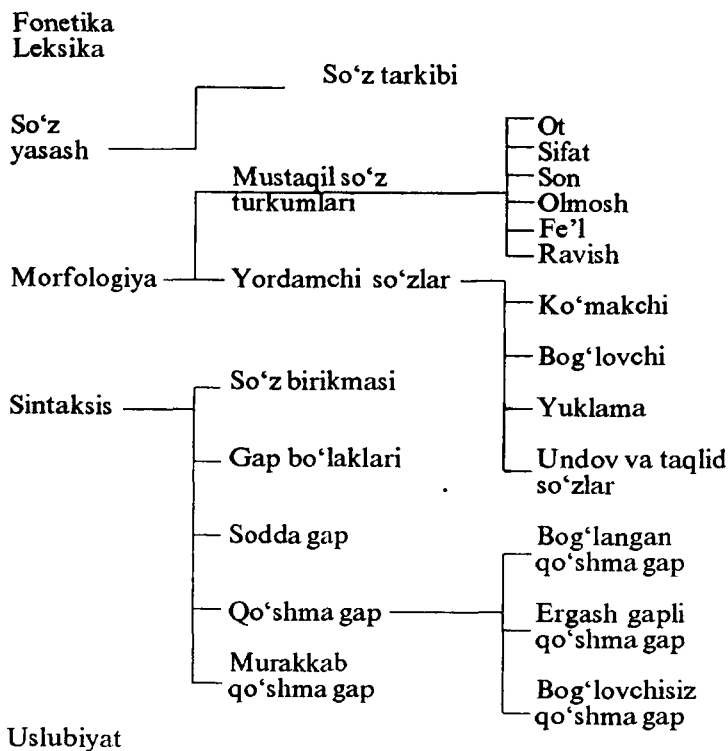 Fonetika
Leksika
So‘z tarkibi
So‘z
yasash
Mustaqil so‘z
turkumlari
Ot
Sifat
Son
Olmosh
Fe’l
Ravish
Morfologiya
Yordamchi so‘zlar
Ko‘makchi
Bog‘lovchi
Yuklama
Undov va taqlid
so‘zlar
Sintaksis
So‘z birikmasi
Gap bo‘laklari
Sodda gap
Qo‘shma gap
Bog‘langan
qo‘shma gap
Ergash gapli
qo‘shma gap
Bog‘lovchisiz
qo‘shma gap
Murakkab
qo‘shma gap
Uslubiyat